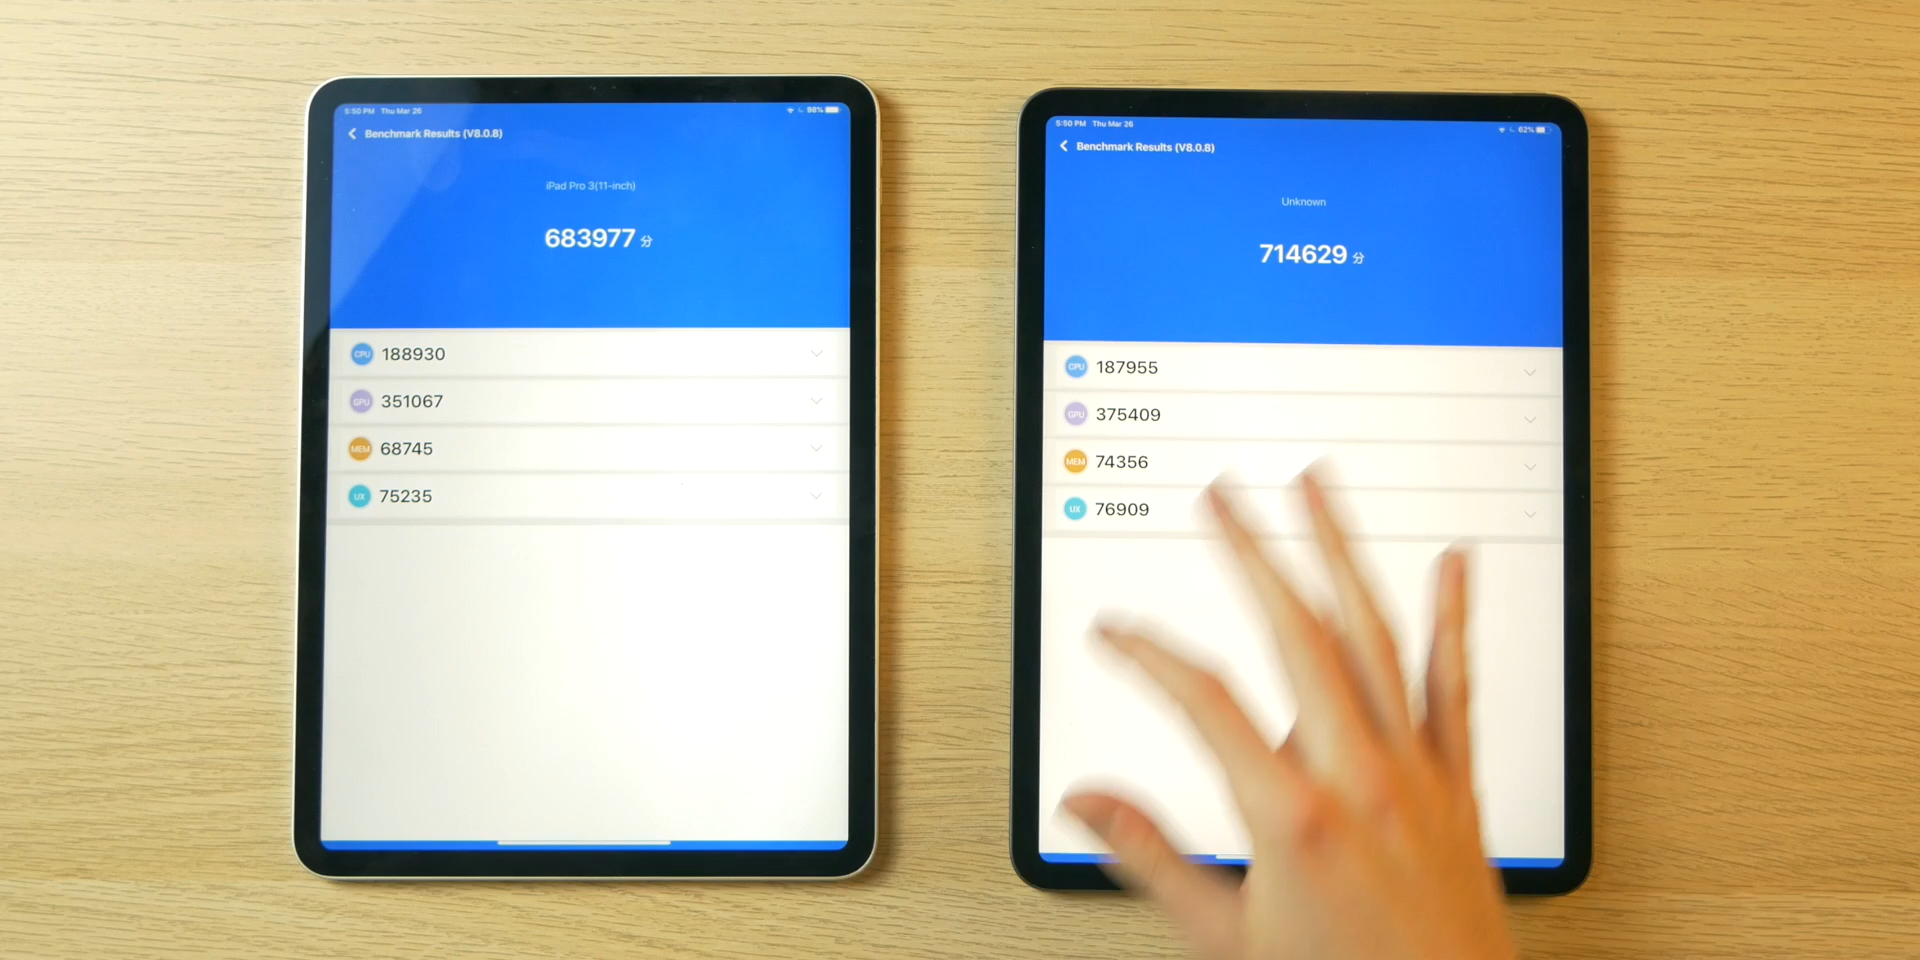 5:50 PM Thu Mar 26
98%
Benchmark Results (V8.0.8)
iPad Pro 3(11-inch)
683977 分
CPU 188930
GPU 351067
MEM 68745
UX 75235
5:50 PM Thu Mar 26
62%
Benchmark Results (V8.0.8)
Unknown
714629 分
CPU 187955
GPU 375409
MEM 74356
UX 76909